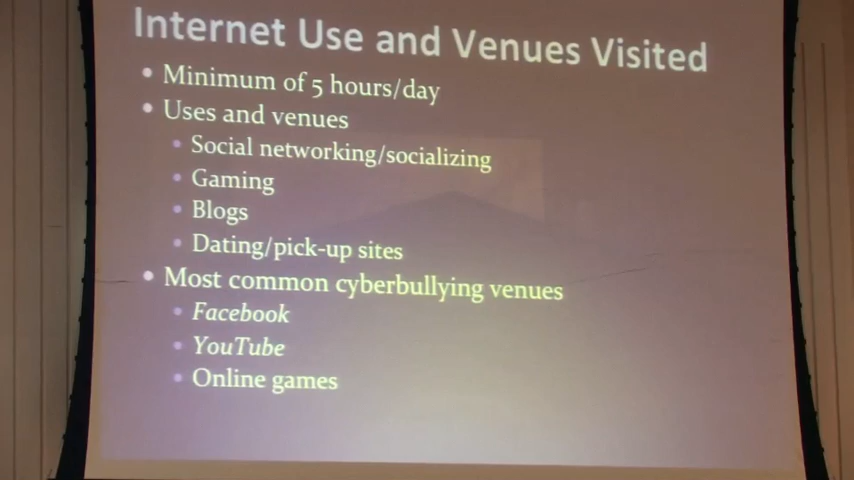 Internet Use and Venues Visited
• Minimum of 5 hours/day
• Uses and venues
• Social networking/socializing
• Gaming
• Blogs
• Dating/pick-up sites
• Most common cyberbullying venues
• Facebook
• YouTube
• Online games